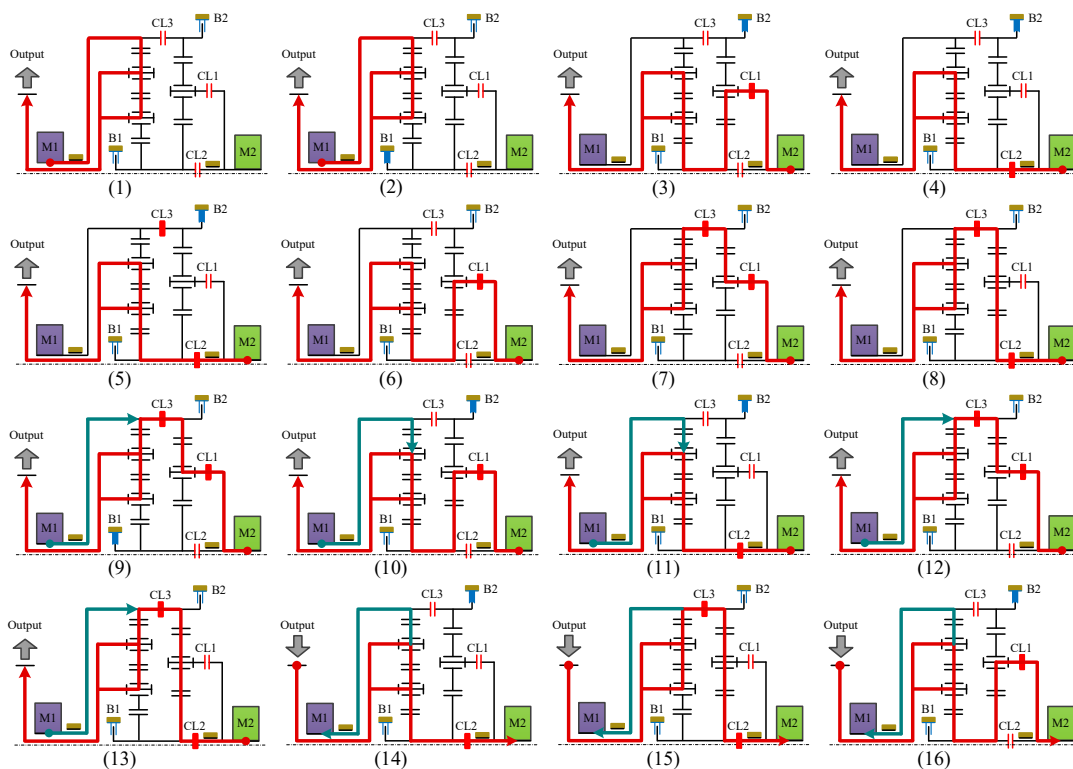 CL3 B2 CL3 B2 CL3 B2 CL3 B2
Output Output Output Output
CL1 CL1 CL1 CL1
M1 B1 M2 M1 B1 M2 M1 B1 M2 M1 B1 M2
CL2 CL2 CL2 CL2
(1) (2) (3) (4)
CL3 B2 CL3 B2 CL3 B2 CL3 B2
Output Output Output Output
CL1 CL1 CL1 CL1
M1 B1 M2 M1 B1 M2 M1 B1 M2 M1 B1 M2
CL2 CL2 CL2 CL2
(5) (6) (7) (8)
CL3 B2 CL3 B2 CL3 B2 CL3 B2
Output Output Output Output
CL1 CL1 CL1 CL1
M1 B1 M2 M1 B1 M2 M1 B1 M2 M1 B1 M2
CL2 CL2 CL2 CL2
(9) (10) (11) (12)
CL3 B2 CL3 B2 CL3 B2 CL3 B2
Output Output Output Output
CL1 CL1 CL1 CL1
M1 B1 M2 M1 B1 M2 M1 B1 M2 M1 B1 M2
CL2 CL2 CL2 CL2
(13) (14) (15) (16)